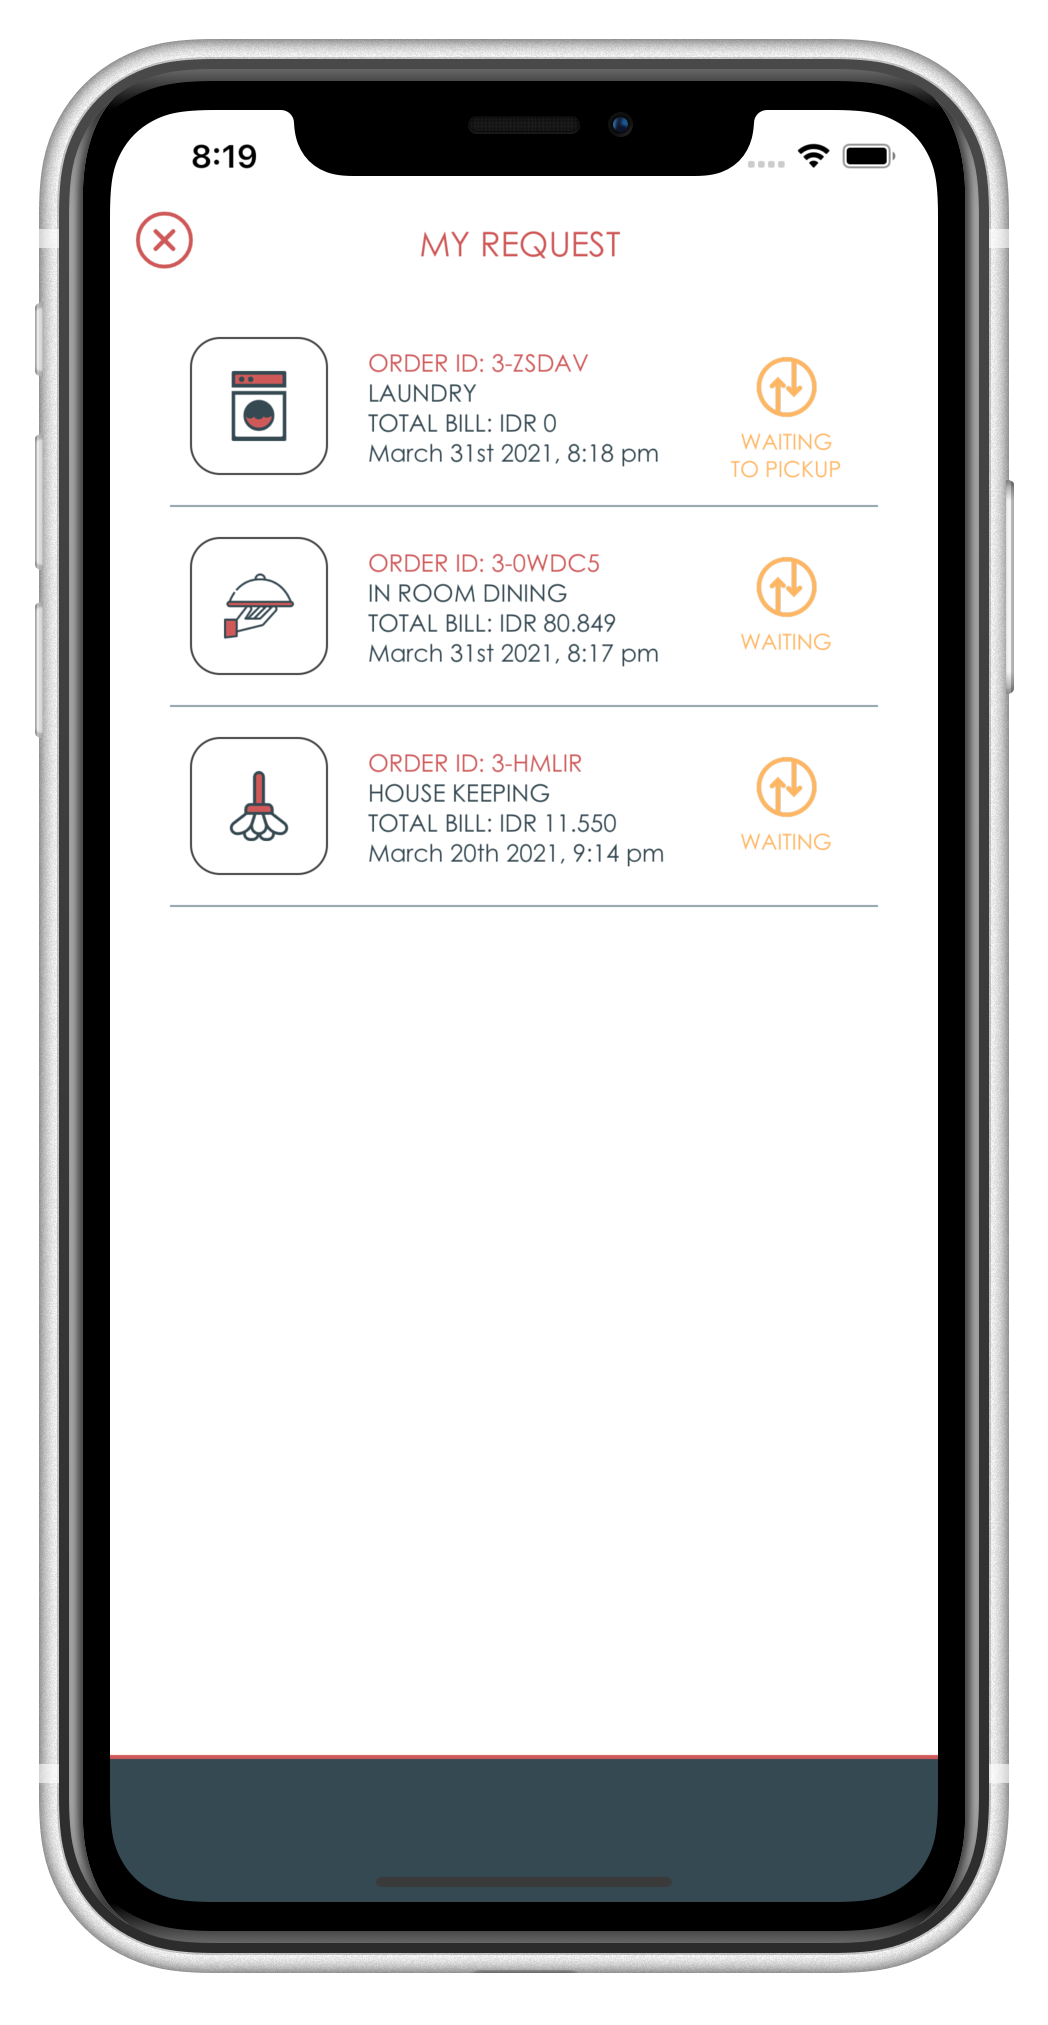 8:19
MY REQUEST
ORDER ID: 3-ZSDAV
LAUNDRY
TOTAL BILL: IDR 0
March 31st 2021, 8:18 pm
WAITING
TO PICKUP
ORDER ID: 3-0WDC5
IN ROOM DINING
TOTAL BILL: IDR 80.849
March 31st 2021, 8:17 pm
WAITING
ORDER ID: 3-HMLIR
HOUSE KEEPING
TOTAL BILL: IDR 11.550
March 20th 2021, 9:14 pm
WAITING